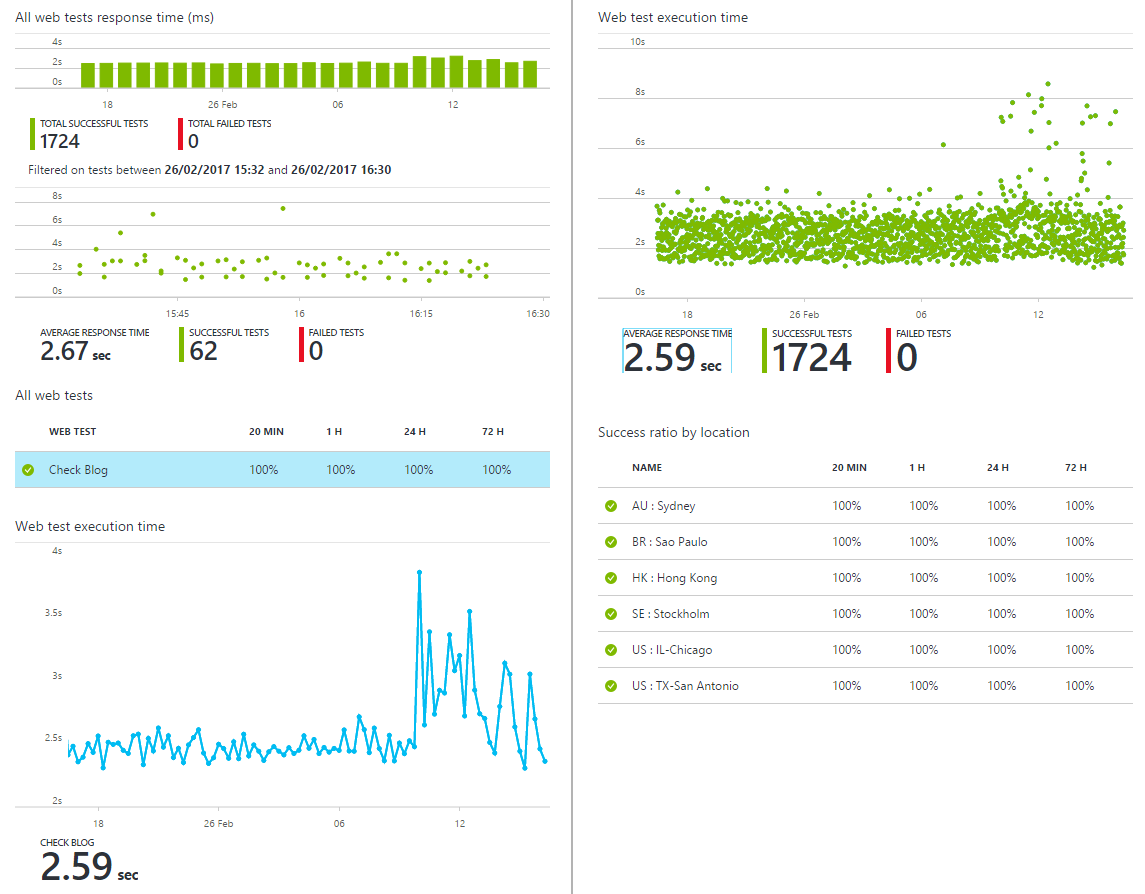 All web tests response time (ms)
4s
2s
0s
18 26 Feb 06 12
TOTAL SUCCESSFUL TESTS
1724
TOTAL FAILED TESTS
0
Filtered on tests between 26/02/2017 15:32 and 26/02/2017 16:30
8s
6s
4s
2s
0s
15:45 16 16:15 16:30
AVERAGE RESPONSE TIME
2.67 sec
SUCCESSFUL TESTS
62
FAILED TESTS
0
All web tests
WEB TEST 20 MIN 1 H 24 H 72 H
Check Blog 100% 100% 100% 100%
Web test execution time
4s
3.5s
3s
2.5s
2s
18 26 Feb 06 12
CHECK BLOG
2.59 sec
Web test execution time
10s
8s
6s
4s
2s
0s
18 26 Feb 06 12
AVERAGE RESPONSE TIME
2.59 sec
SUCCESSFUL TESTS
1724
FAILED TESTS
0
Success ratio by location
NAME 20 MIN 1 H 24 H 72 H
AU : Sydney 100% 100% 100% 100%
BR : Sao Paulo 100% 100% 100% 100%
HK : Hong Kong 100% 100% 100% 100%
SE : Stockholm 100% 100% 100% 100%
US : IL-Chicago 100% 100% 100% 100%
US : TX-San Antonio 100% 100% 100% 100%